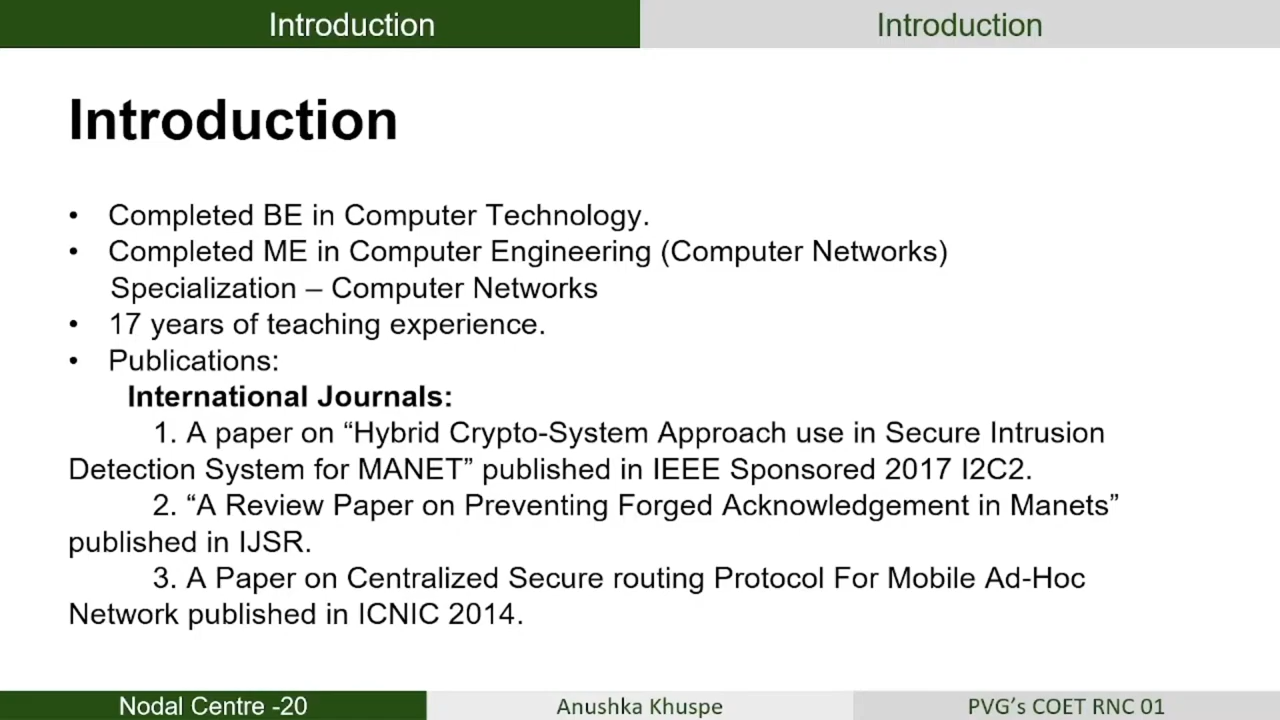 Introduction
Introduction
Introduction
• Completed BE in Computer Technology.
• Completed ME in Computer Engineering (Computer Networks)
Specialization – Computer Networks
• 17 years of teaching experience.
• Publications:
International Journals:
1. A paper on “Hybrid Crypto-System Approach use in Secure Intrusion
Detection System for MANET” published in IEEE Sponsored 2017 I2C2.
2. “A Review Paper on Preventing Forged Acknowledgement in Manets”
published in IJSR.
3. A Paper on Centralized Secure routing Protocol For Mobile Ad-Hoc
Network published in ICNIC 2014.
Nodal Centre -20
Anushka Khuspe
PVG’s COET RNC 01